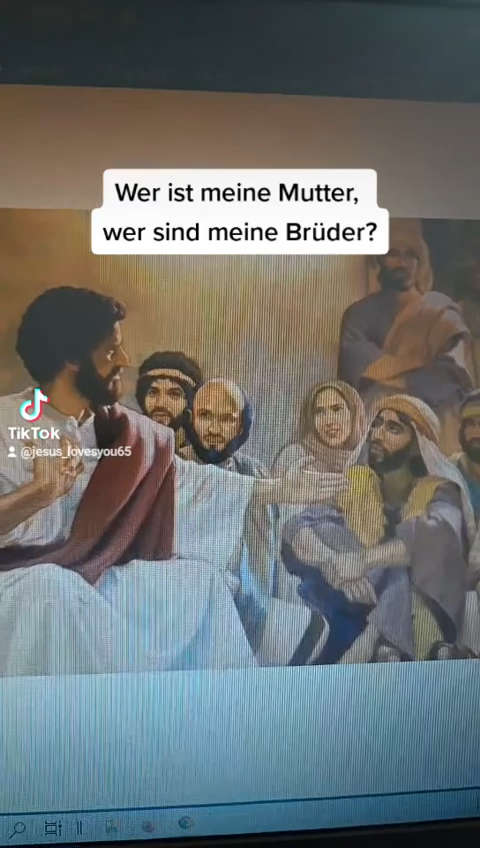 Wer ist meine Mutter,
wer sind meine Brüder?
TikTok
@jesus_lovesyou65